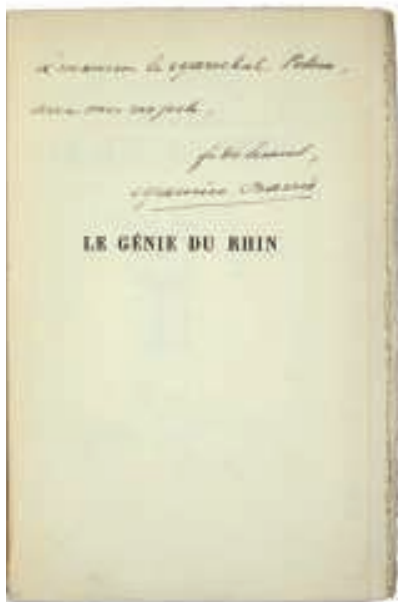 à monsieur le maréchal Pétain,
avec mon respect,
Maurice Barrès
LE GÉNIE DU RHIN